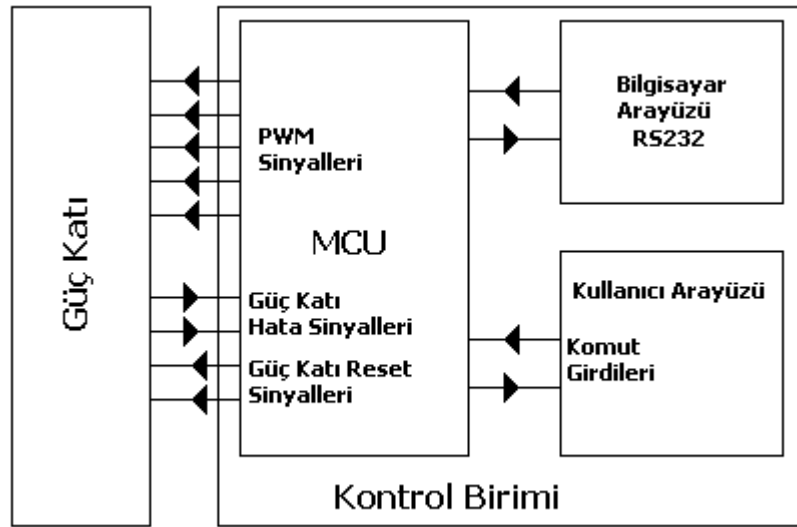 Güç Katı
PWM
Sinyalleri
MCU
Güç Katı
Hata Sinyalleri
Güç Katı Reset
Sinyalleri
Bilgisayar
Arayüzü
RS232
Kullanıcı Arayüzü
Komut
Girdileri
Kontrol Birimi